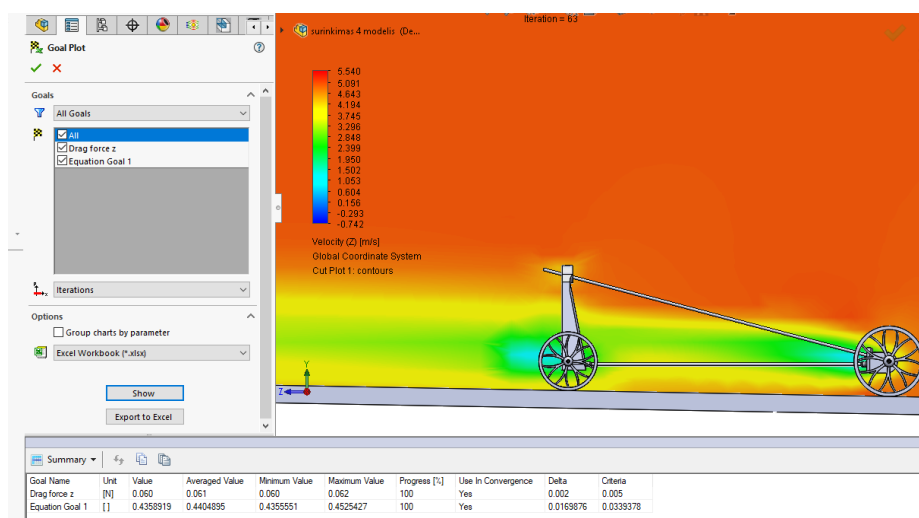 Iteration = 63
surinkimas 4 modelis (De...
Goal Plot
Goals
All Goals
All
Drag force z
Equation Goal 1
Iterations
Options
Group charts by parameter
Excel Workbook (*.xlsx)
Show
Export to Excel
5.540
5.091
4.643
4.194
3.745
3.296
2.848
2.399
1.950
1.502
1.053
0.604
0.156
-0.293
-0.742
Velocity (Z) [m/s]
Global Coordinate System
Cut Plot 1: contours
Y
Z
Summary
Goal Name Unit Value Averaged Value Minimum Value Maximum Value Progress [%] Use In Convergence Delta Criteria
Drag force z [N] 0.060 0.061 0.060 0.062 100 Yes 0.002 0.005
Equation Goal 1 [ ] 0.4358919 0.4404895 0.4355551 0.4525427 100 Yes 0.0169876 0.0339378